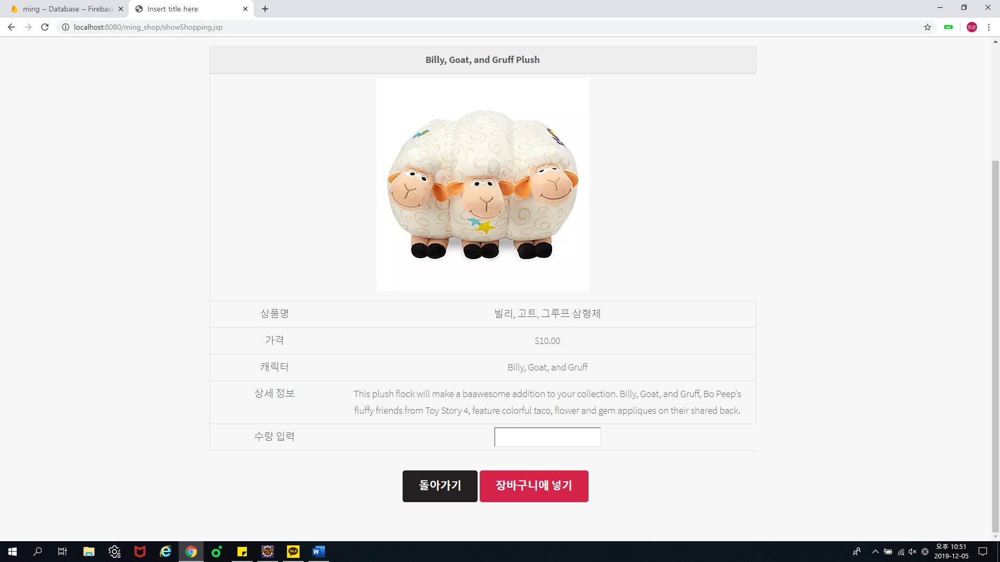 ming – Database – Firebase
Insert title here
localhost:8080/ming_shop/showShopping.jsp
AC
민균
Billy, Goat, and Gruff Plush
상품명
빌리, 고트, 그루프 삼형제
가격
$10.00
캐릭터
Billy, Goat, and Gruff
상세 정보
This plush flock will make a baawesome addition to your collection. Billy, Goat, and Gruff, Bo Peep's
fluffy friends from Toy Story 4, feature colorful taco, flower and gem appliques on their shared back.
수량 입력
돌아가기 장바구니에 넣기
TALK
오후 10:51
2019-12-05